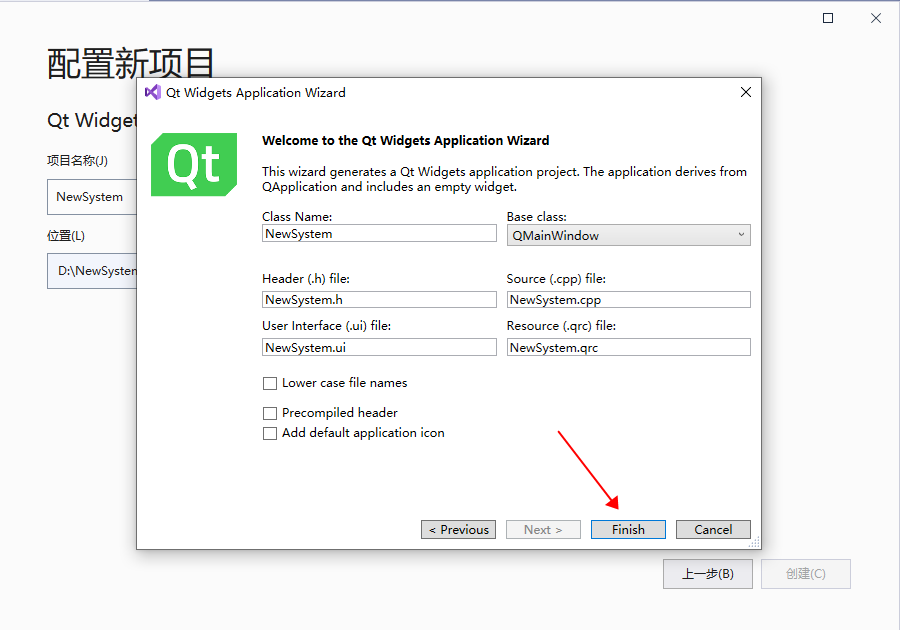 配置新项目
Qt Widgets Application Wizard
Qt Widget
项目名称(J)
NewSystem
位置(L)
D:\NewSystem
Qt
Welcome to the Qt Widgets Application Wizard
This wizard generates a Qt Widgets application project. The application derives from
QApplication and includes an empty widget.
Class Name: Base class:
NewSystem QMainWindow
Header (.h) file: Source (.cpp) file:
NewSystem.h NewSystem.cpp
User Interface (.ui) file: Resource (.qrc) file:
NewSystem.ui NewSystem.qrc
Lower case file names
Precompiled header
Add default application icon
< Previous Next > Finish Cancel
上一步(B) 创建(C)